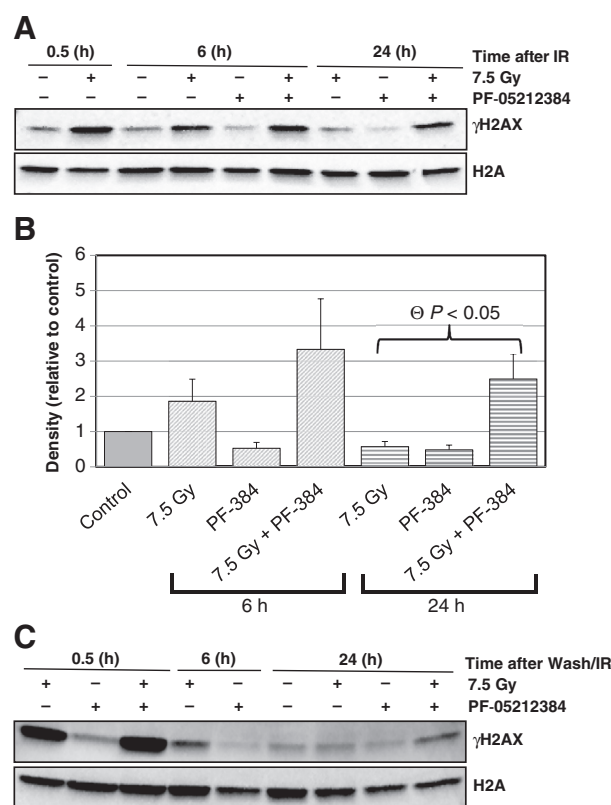 A
0.5 (h) 6 (h) 24 (h) Time after IR
– + – + – + + – + 7.5 Gy
– – – – + + – + + PF-05212384
γH2AX
H2A
B
Density (relative to control)
6
5
4
3
2
1
0
Θ P < 0.05
Control 7.5 Gy PF-384 7.5 Gy + PF-384 7.5 Gy PF-384 7.5 Gy + PF-384
6 h 24 h
C
0.5 (h) 6 (h) 24 (h) Time after Wash/IR
+ – + + – – + – + 7.5 Gy
– + + – + – – + + PF-05212384
γH2AX
H2A